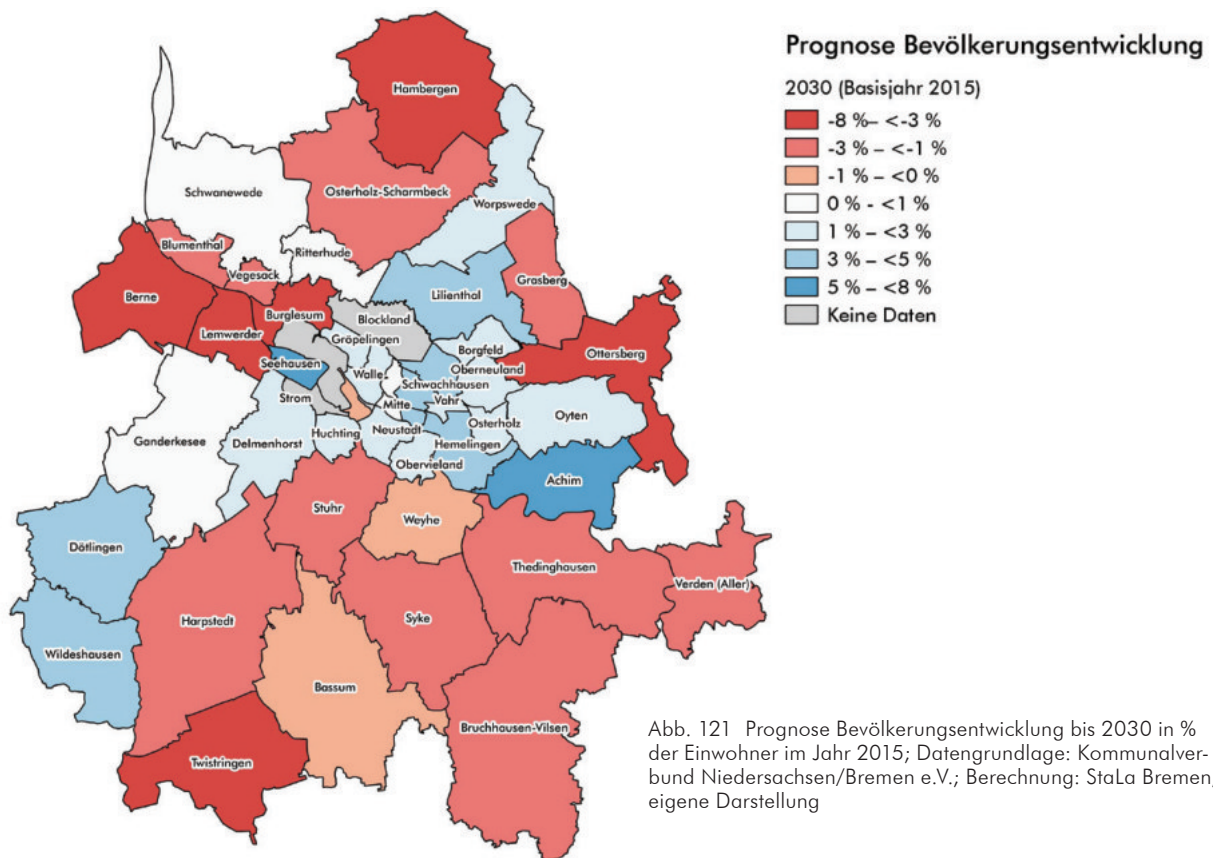 Prognose Bevölkerungsentwicklung
2030 (Basisjahr 2015)
-8 %– <-3 %
-3 % – <-1 %
-1 % – <0 %
0 % - <1 %
1 % – <3 %
3 % – <5 %
5 % – <8 %
Keine Daten
Hambergen
Schwanewede
Osterholz-Scharmbeck
Worpswede
Blumenthal
Ritterhude
Vegesack
Grasberg
Berne
Lilienthal
Burglesum
Blockland
Lemwerder
Gröpelingen
Borgfeld
Ottersberg
Seehausen
Oberneuland
Walle
Schwachhausen
Strom
Mitte
Vahr
Oyten
Ganderkesee
Delmenhorst
Huchting
Neustadt
Osterholz
Hemelingen
Obervieland
Achim
Stuhr
Weyhe
Dötlingen
Thedinghausen
Verden (Aller)
Harpstedt
Syke
Wildeshausen
Bassum
Bruchhausen-Vilsen
Twistringen
Abb. 121 Prognose Bevölkerungsentwicklung bis 2030 in %
der Einwohner im Jahr 2015; Datengrundlage: Kommunalver-
bund Niedersachsen/Bremen e.V.; Berechnung: StaLa Bremen,
eigene Darstellung